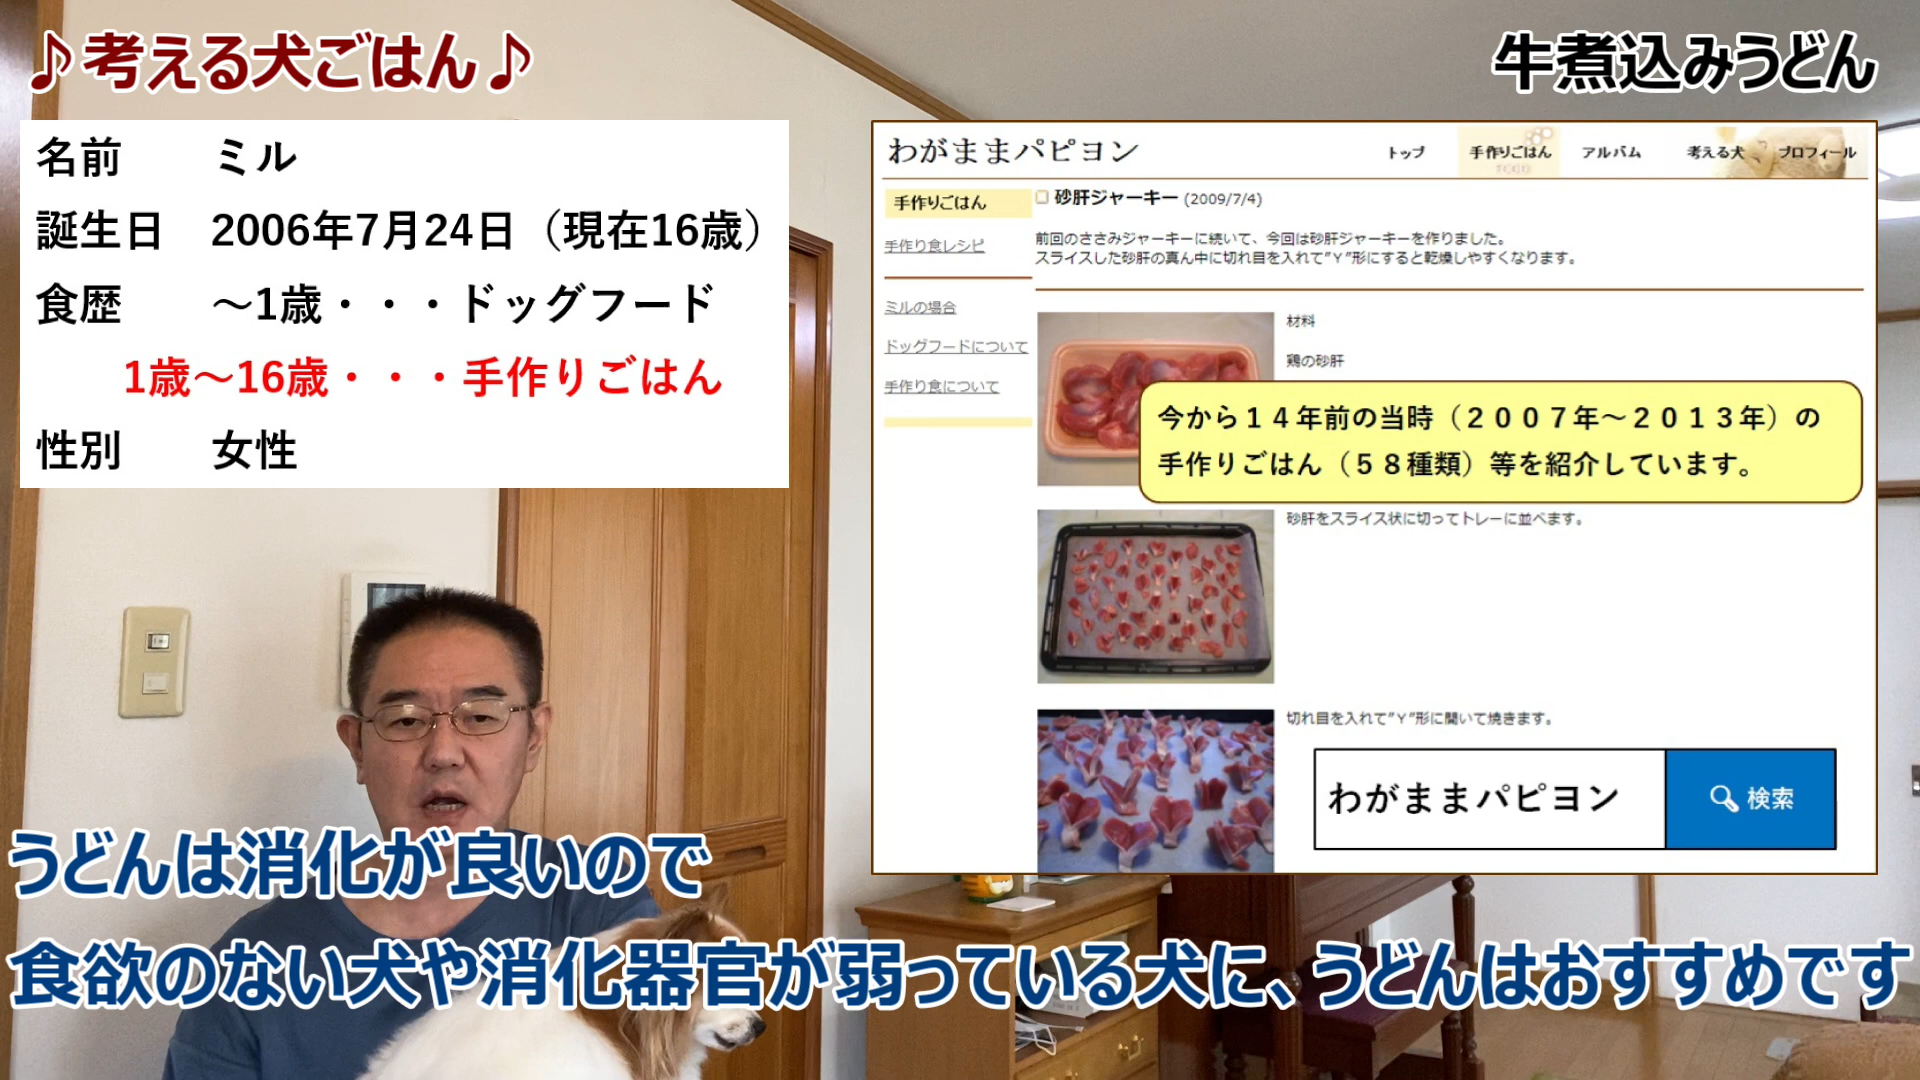 ♪考える犬ごはん♪
牛煮込みうどん
名前 ミル
誕生日 2006年7月24日（現在16歳）
食歴 ～1歳・・・ドッグフード
1歳～16歳・・・手作りごはん
性別 女性
わがままパピヨン
トップ 手作りごはん アルバム 考える犬 プロフィール
手作りごはん
手作り食レシピ
ミルの場合
ドッグフードについて
手作り食について
砂肝ジャーキー (2009/7/4)
前回のささみジャーキーに続いて、今回は砂肝ジャーキーを作りました。
スライスした砂肝の真ん中に切れ目を入れて”Ｙ”形にすると乾燥しやすくなります。
材料
鶏の砂肝
今から１４年前の当時（２００７年～２０１３年）の
手作りごはん（５８種類）等を紹介しています。
砂肝をスライス状に切ってトレーに並べます。
切れ目を入れて”Ｙ”形に開いて焼きます。
わがままパピヨン
検索
うどんは消化が良いので
食欲のない犬や消化器官が弱っている犬に、うどんはおすすめです